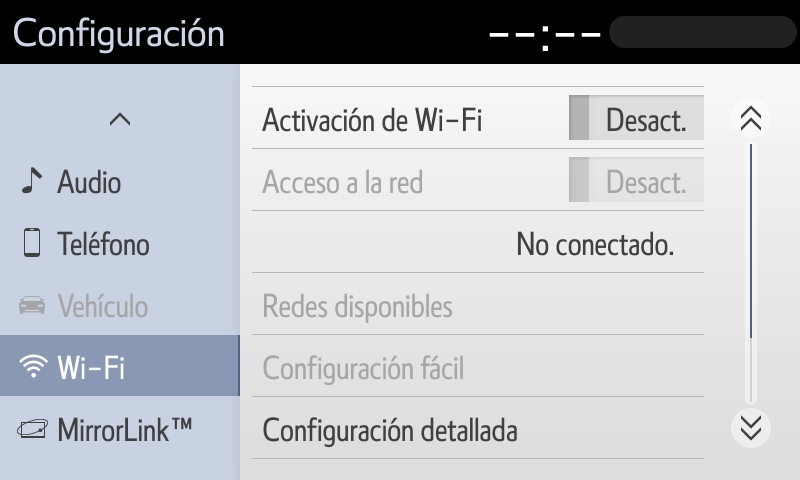 Configuración
--:--
Audio
Teléfono
Vehículo
Wi-Fi
MirrorLink™
Activación de Wi-Fi Desact.
Acceso a la red Desact.
No conectado.
Redes disponibles
Configuración fácil
Configuración detallada